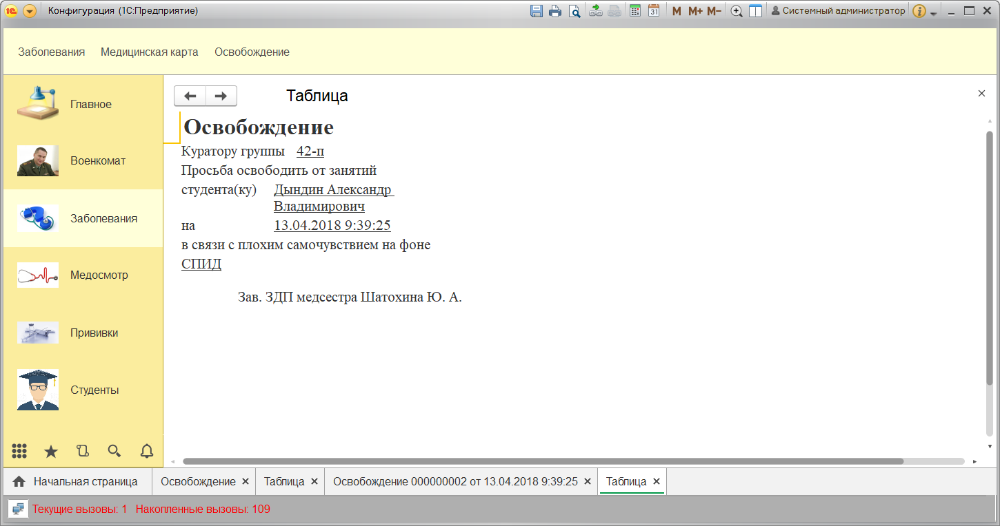 Конфигурация (1С:Предприятие)
31 M M+ M− Системный администратор
Заболевания Медицинская карта Освобождение
Главное
Военкомат
Заболевания
Медосмотр
Прививки
Студенты
Таблица
Освобождение
Куратору группы 42-п
Просьба освободить от занятий
студента(ку) Дындин Александр
Владимирович
на 13.04.2018 9:39:25
в связи с плохим самочувствием на фоне
СПИД
Зав. ЗДП медсестра Шатохина Ю. А.
Начальная страница Освобождение Таблица Освобождение 000000002 от 13.04.2018 9:39:25 Таблица
Текущие вызовы: 1 Накопленные вызовы: 109